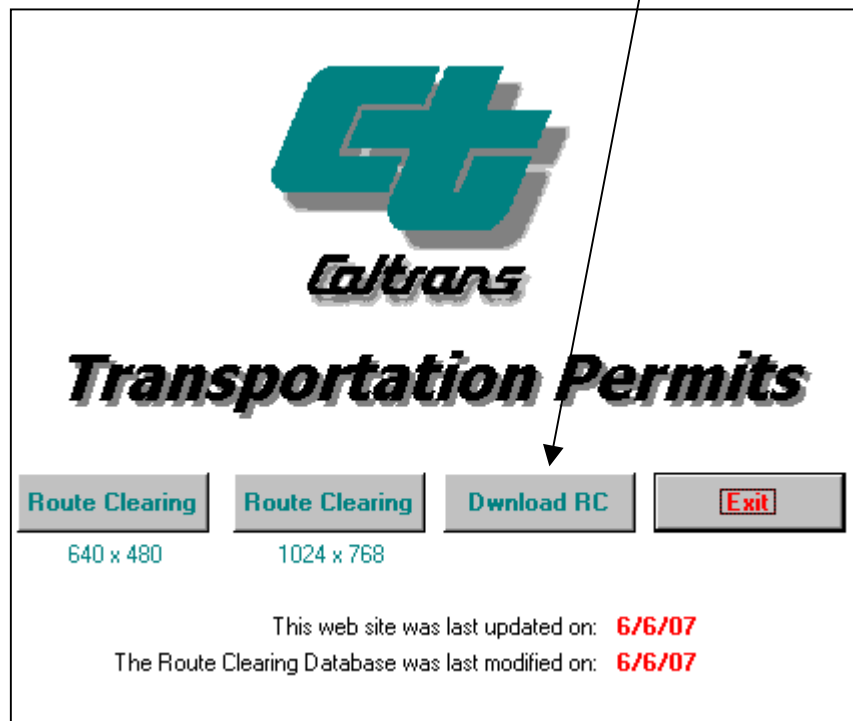 Ct
Caltrans
Transportation Permits
Route Clearing Route Clearing Dwnload RC Exit
640 x 480 1024 x 768
This web site was last updated on: 6/6/07
The Route Clearing Database was last modified on: 6/6/07